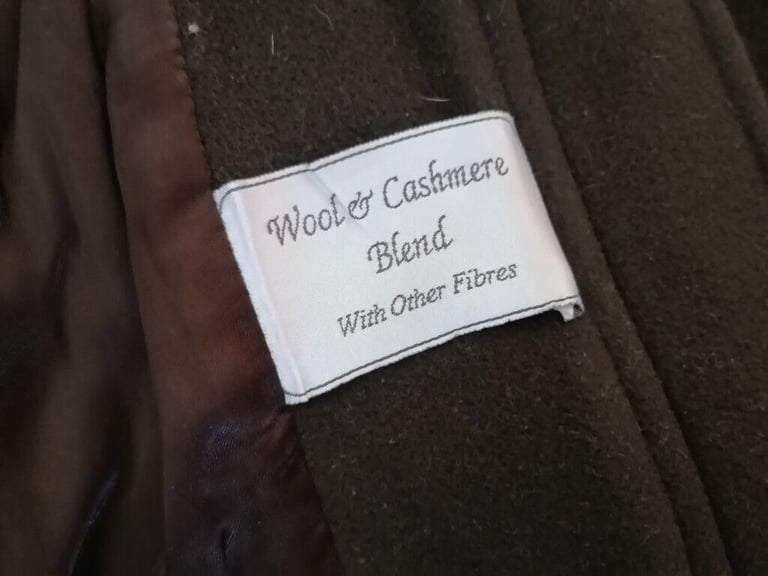 Wool & Cashmere
Blend
With Other Fibres